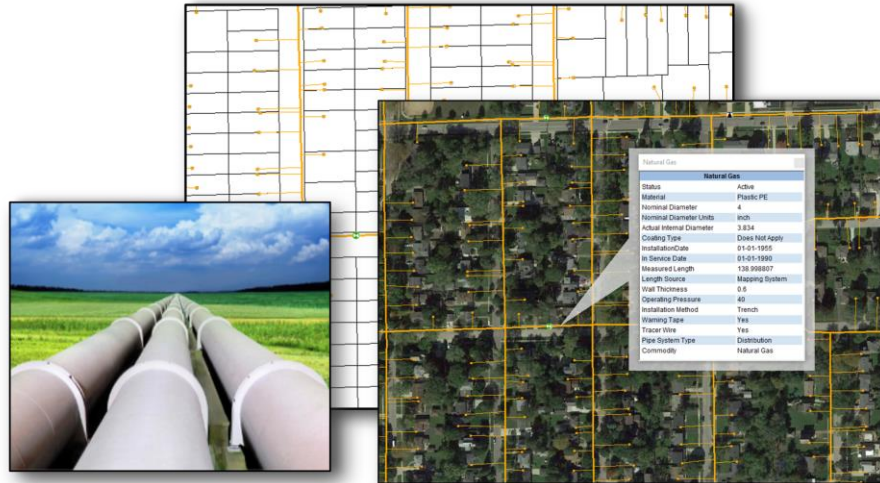 Natural Gas
Natural Gas
Status Active
Material Plastic PE
Nominal Diameter 4
Nominal Diameter Units Inch
Actual Internal Diameter 3.834
Coating Type Does Not Apply
InstallationDate 01-01-1955
In Service Date 01-01-1990
Measured Length 138.998807
Length Source Mapping System
Wall Thickness 0.5
Operating Pressure 40
Installation Method Trench
Warning Tape Yes
Tracer Wire Yes
Pipe System Type Distribution
Commodity Natural Gas